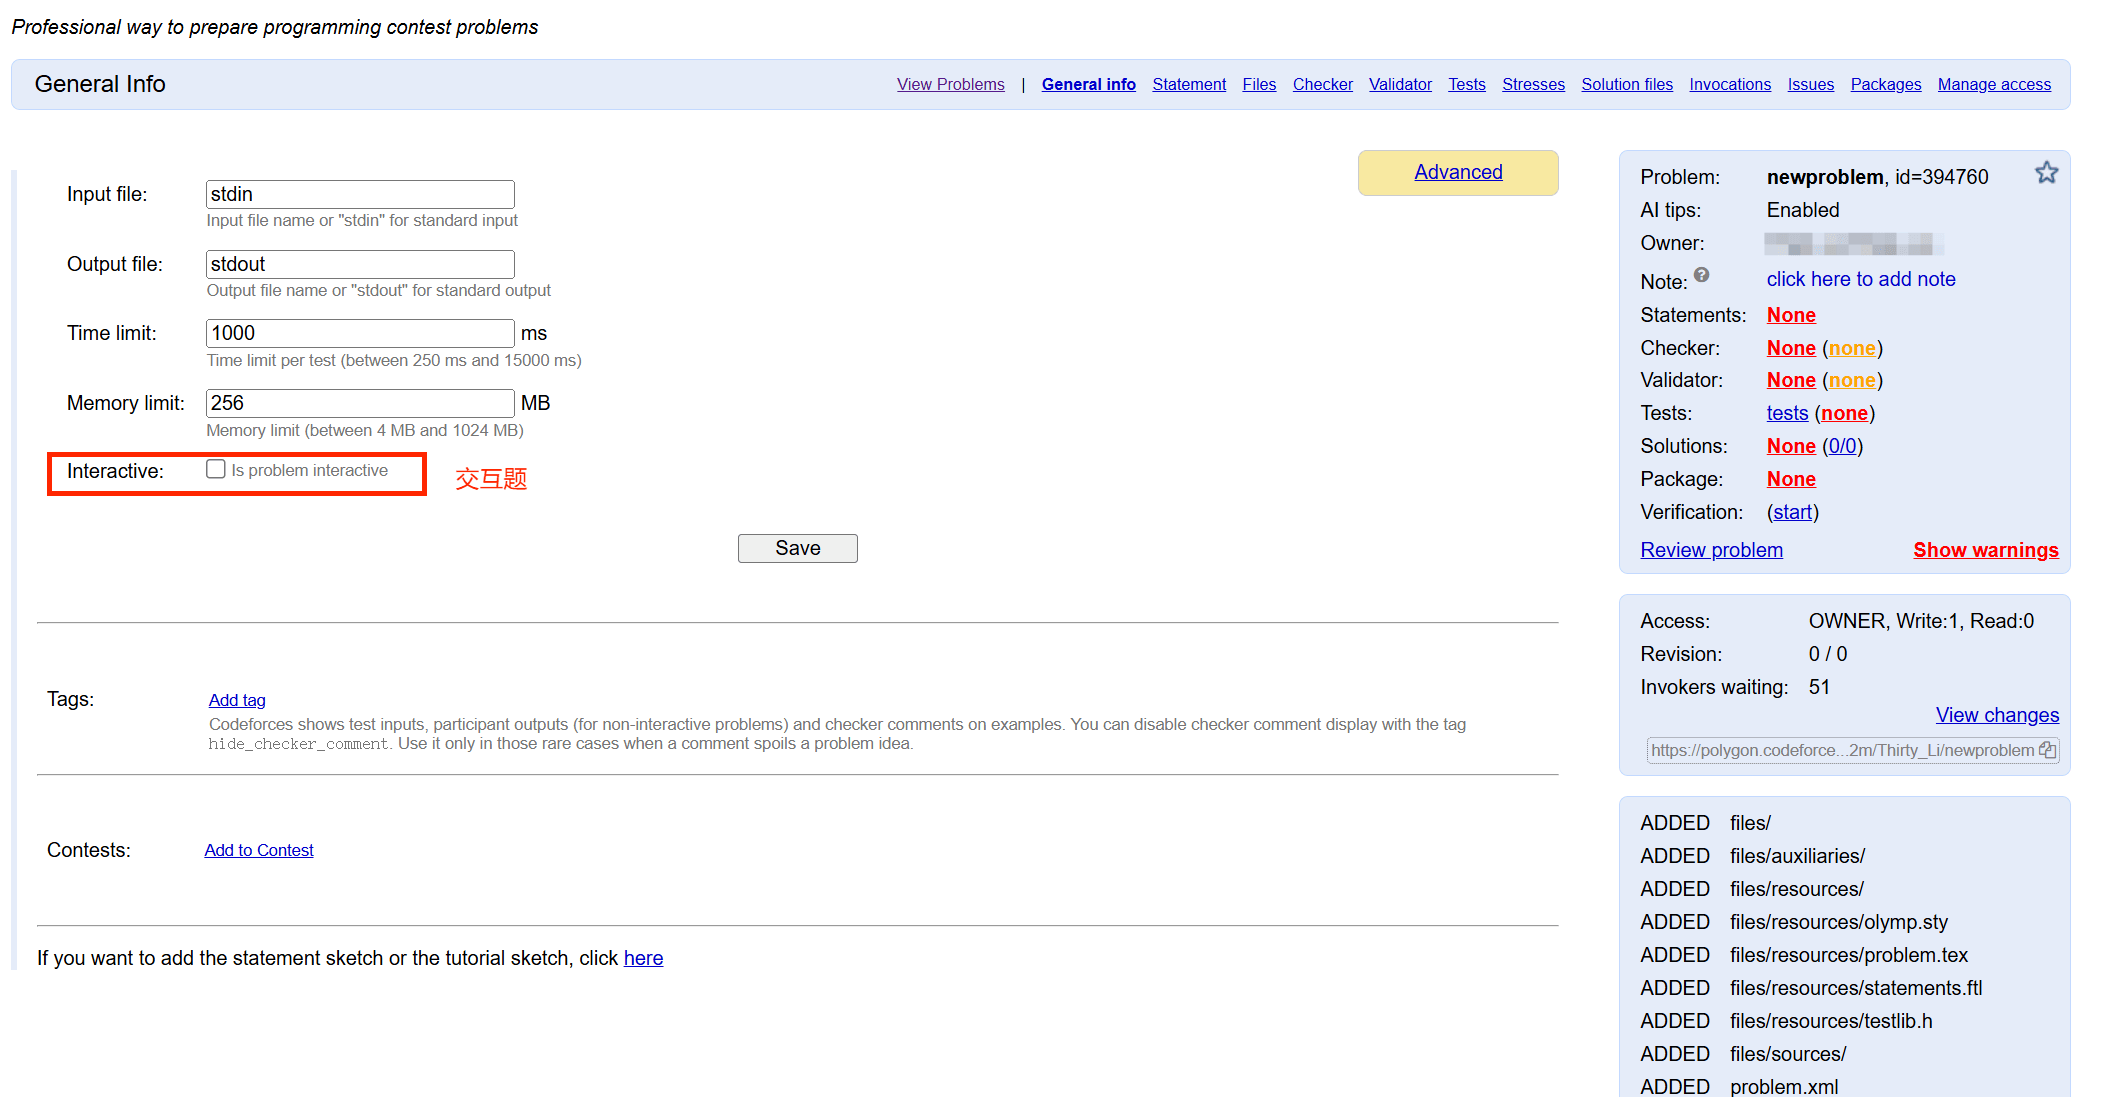 Professional way to prepare programming contest problems
General Info
View Problems | General info Statement Files Checker Validator Tests Stresses Solution files Invocations Issues Packages Manage access
Advanced
Input file: stdin
Input file name or "stdin" for standard input
Output file: stdout
Output file name or "stdout" for standard output
Time limit: 1000 ms
Time limit per test (between 250 ms and 15000 ms)
Memory limit: 256 MB
Memory limit (between 4 MB and 1024 MB)
Interactive: Is problem interactive 交互题
Save
Tags: Add tag
Codeforces shows test inputs, participant outputs (for non-interactive problems) and checker comments on examples. You can disable checker comment display with the tag
hide_checker_comment. Use it only in those rare cases when a comment spoils a problem idea.
Contests: Add to Contest
If you want to add the statement sketch or the tutorial sketch, click here
Problem: newproblem, id=394760
AI tips: Enabled
Owner:
Note: ? click here to add note
Statements: None
Checker: None (none)
Validator: None (none)
Tests: tests (none)
Solutions: None (0/0)
Package: None
Verification: (start)
Review problem Show warnings
Access: OWNER, Write:1, Read:0
Revision: 0 / 0
Invokers waiting: 51
View changes
https://polygon.codeforce...2m/Thirty_Li/newproblem
ADDED files/
ADDED files/auxiliaries/
ADDED files/resources/
ADDED files/resources/olymp.sty
ADDED files/resources/problem.tex
ADDED files/resources/statements.ftl
ADDED files/resources/testlib.h
ADDED files/sources/
ADDED problem.xml